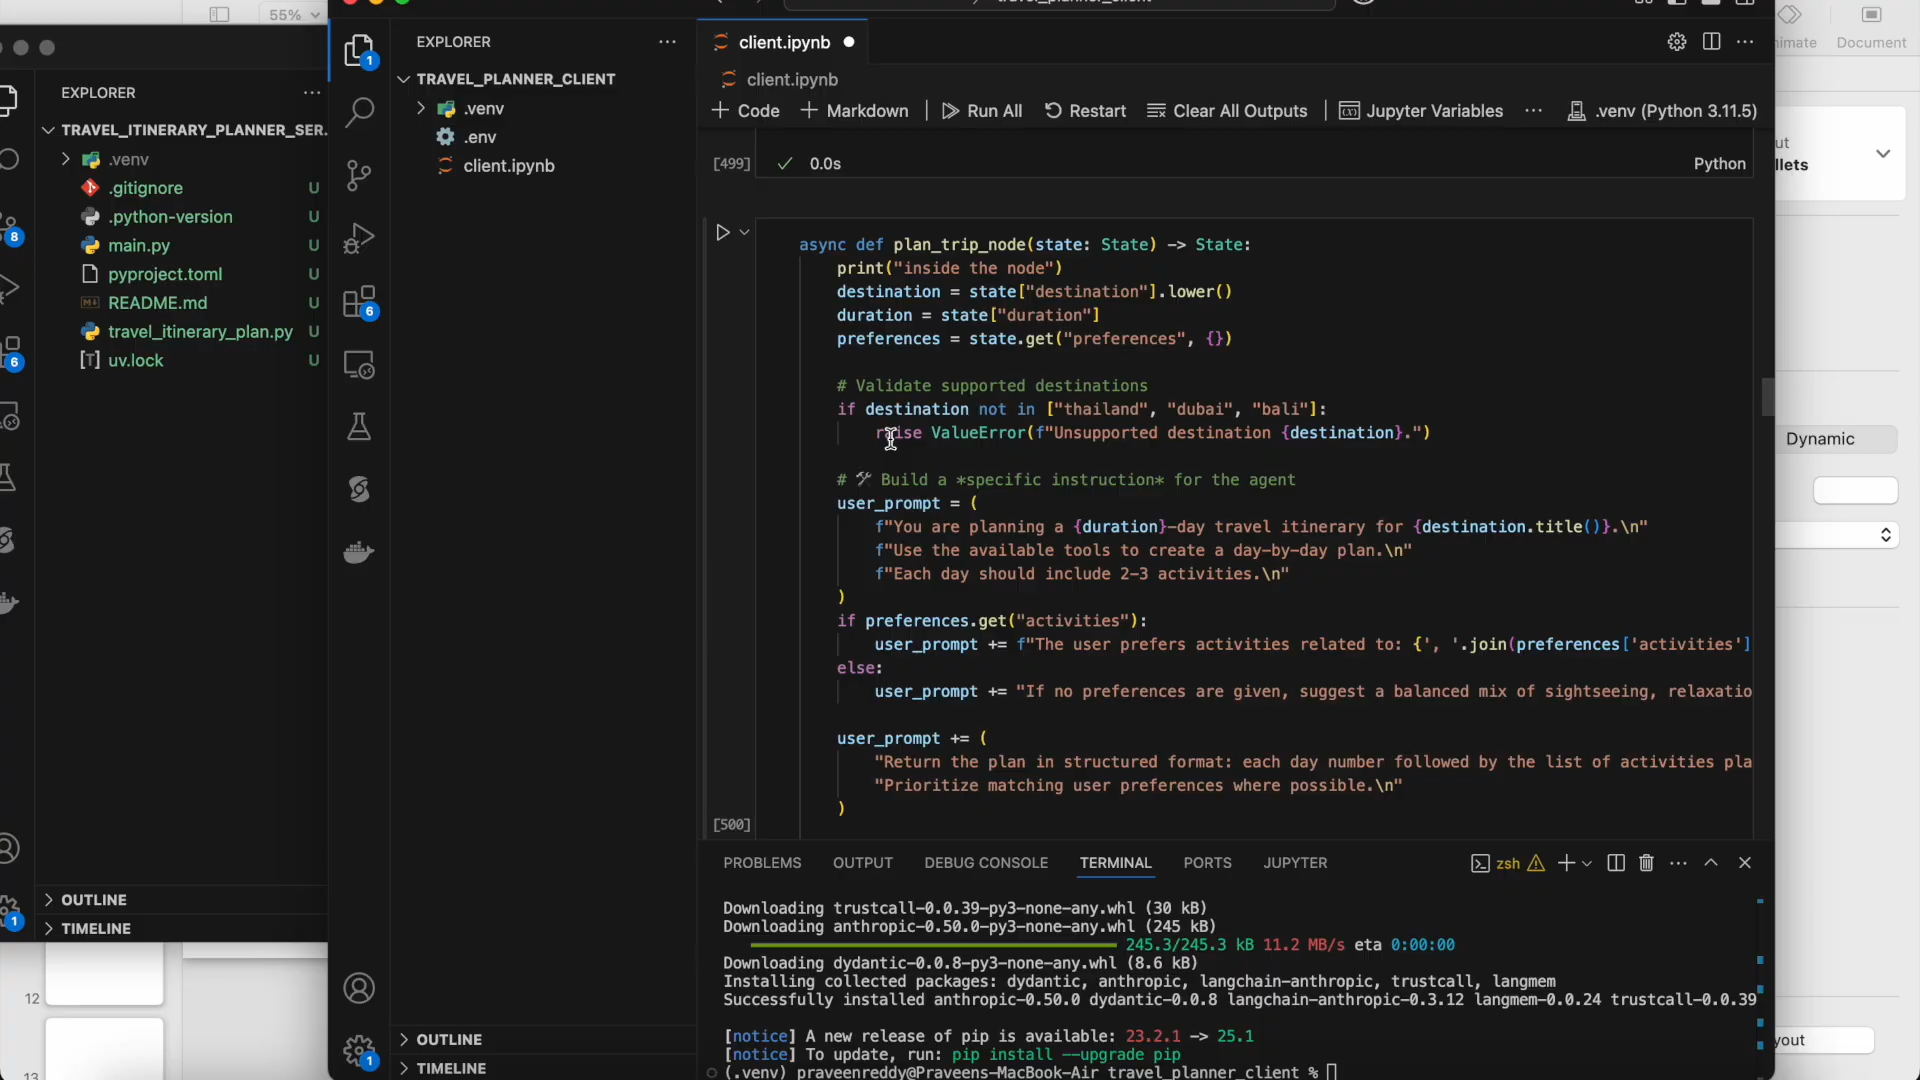 55%
EXPLORER
TRAVEL_ITINERARY_PLANNER_SER.
.venv
.gitignore U
.python-version U
main.py U
pyproject.toml U
README.md U
travel_itinerary_plan.py U
uv.lock U
OUTLINE
TIMELINE
8
6
1
12
13
EXPLORER
TRAVEL_PLANNER_CLIENT
.venv
.env
client.ipynb
1
6
1
OUTLINE
TIMELINE
client.ipynb
client.ipynb
+ Code + Markdown Run All Restart Clear All Outputs Jupyter Variables ... .venv (Python 3.11.5)
[499] 0.0s Python
async def plan_trip_node(state: State) -> State:
print("inside the node")
destination = state["destination"].lower()
duration = state["duration"]
preferences = state.get("preferences", {})
# Validate supported destinations
if destination not in ["thailand", "dubai", "bali"]:
raise ValueError(f"Unsupported destination {destination}.")
# 🛠 Build a *specific instruction* for the agent
user_prompt = (
f"You are planning a {duration}-day travel itinerary for {destination.title()}.\n"
f"Use the available tools to create a day-by-day plan.\n"
f"Each day should include 2-3 activities.\n"
)
if preferences.get("activities"):
user_prompt += f"The user prefers activities related to: {', '.join(preferences['activities']
else:
user_prompt += "If no preferences are given, suggest a balanced mix of sightseeing, relaxatio
user_prompt += (
"Return the plan in structured format: each day number followed by the list of activities pla
"Prioritize matching user preferences where possible.\n"
)
[500]
PROBLEMS OUTPUT DEBUG CONSOLE TERMINAL PORTS JUPYTER zsh
Downloading trustcall-0.0.39-py3-none-any.whl (30 kB)
Downloading anthropic-0.50.0-py3-none-any.whl (245 kB)
245.3/245.3 kB 11.2 MB/s eta 0:00:00
Downloading dydantic-0.0.8-py3-none-any.whl (8.6 kB)
Installing collected packages: dydantic, anthropic, langchain-anthropic, trustcall, langmem
Successfully installed anthropic-0.50.0 dydantic-0.0.8 langchain-anthropic-0.3.12 langmem-0.0.24 trustcall-0.0.39
[notice] A new release of pip is available: 23.2.1 -> 25.1
[notice] To update, run: pip install --upgrade pip
(.venv) praveenreddy@Praveens-MacBook-Air travel_planner_client %
imate Document
ut
llets
Dynamic
yout